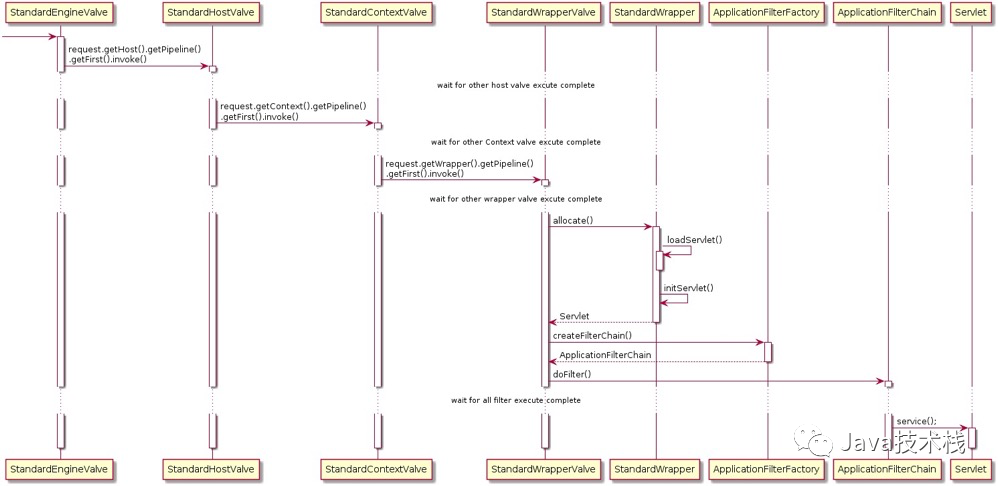 StandardEngineValve
StandardHostValve
StandardContextValve
StandardWrapperValve
StandardWrapper
ApplicationFilterFactory
ApplicationFilterChain
Servlet
request.getHost().getPipeline()
.getFirst().invoke()
wait for other host valve excute complete
request.getContext().getPipeline()
.getFirst().invoke()
wait for other Context valve excute complete
request.getWrapper().getPipeline()
.getFirst().invoke()
wait for other wrapper valve excute complete
allocate()
loadServlet()
initServlet()
Servlet
createFilterChain()
ApplicationFilterChain
doFilter()
wait for all filter execute complete
service();
Java技术栈
StandardEngineValve
StandardHostValve
StandardContextValve
StandardWrapperValve
StandardWrapper
ApplicationFilterFactory
ApplicationFilterChain
Servlet